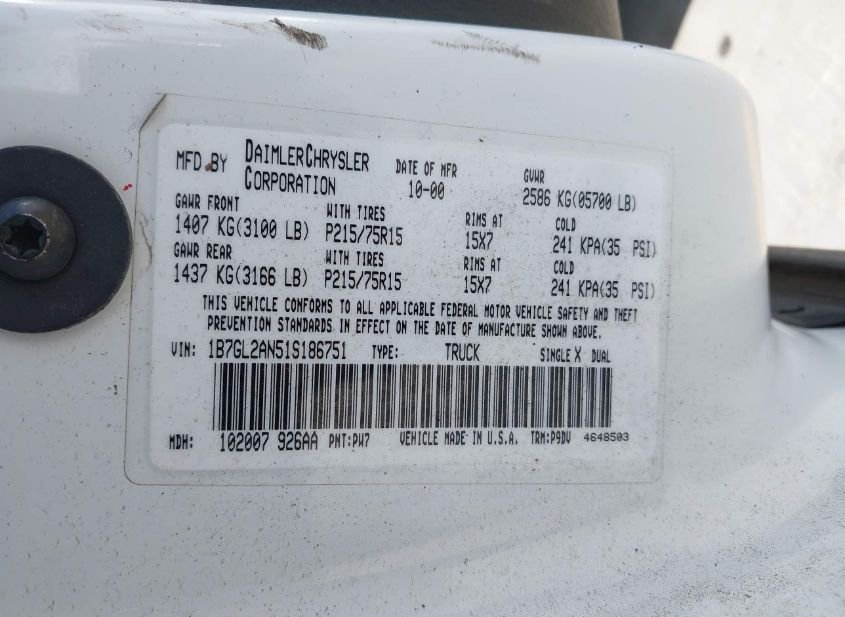 MFD BY DAIMLERCHRYSLER CORPORATION DATE OF MFR 10-00 GVWR 2586 KG(05700 LB)
GAWR FRONT WITH TIRES RIMS AT COLD
1407 KG(3100 LB) P215/75R15 15X7 241 KPA(35 PSI)
GAWR REAR WITH TIRES RIMS AT COLD
1437 KG(3166 LB) P215/75R15 15X7 241 KPA(35 PSI)
THIS VEHICLE CONFORMS TO ALL APPLICABLE FEDERAL MOTOR VEHICLE SAFETY AND THEFT
PREVENTION STANDARDS IN EFFECT ON THE DATE OF MANUFACTURE SHOWN ABOVE.
VIN: 1B7GL2AN51S186751 TYPE: TRUCK SINGLE X DUAL
MDH: 102007 926AA PNT:PW7 VEHICLE MADE IN U.S.A. TRM:P9DV 4648503